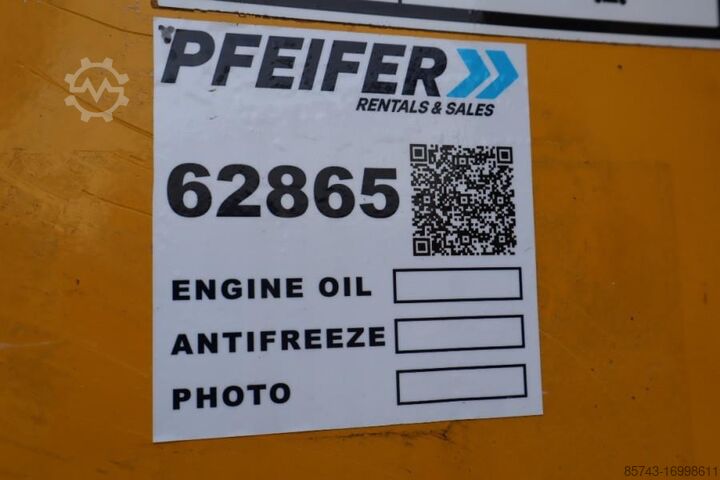 PFEIFER
RENTALS & SALES
62865
ENGINE OIL
ANTIFREEZE
PHOTO
85743-16998611